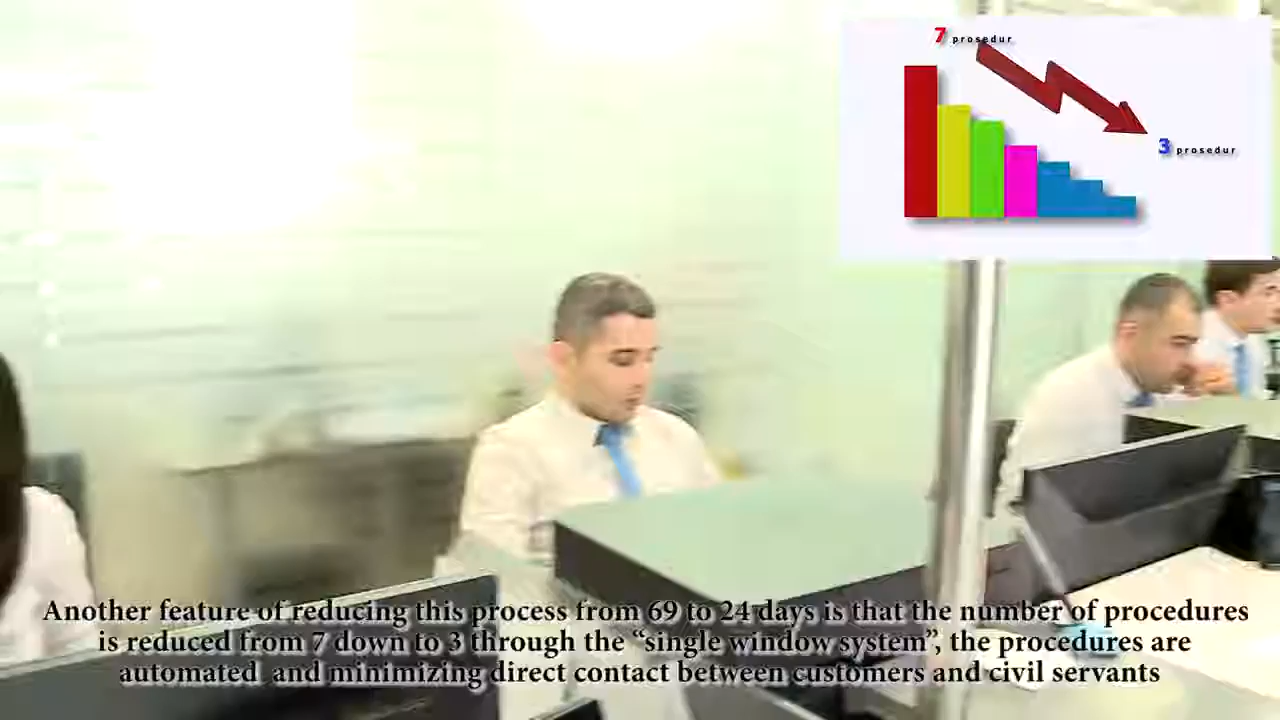 7 prosedur
3 prosedur
Another feature of reducing this process from 69 to 24 days is that the number of procedures
is reduced from 7 down to 3 through the “single window system”, the procedures are
automated and minimizing direct contact between customers and civil servants